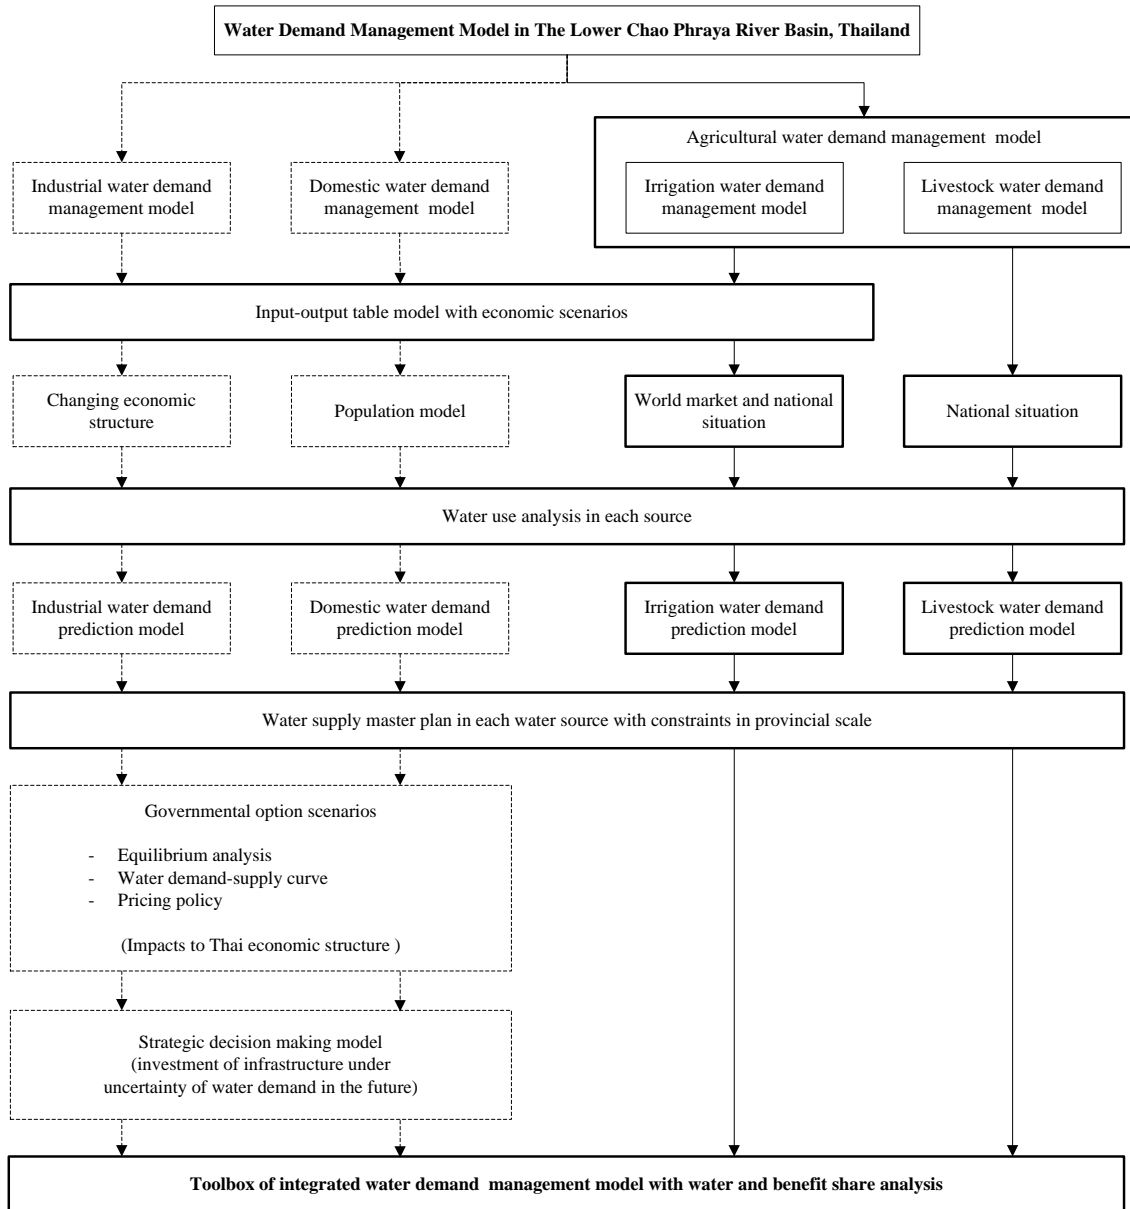 Water Demand Management Model in The Lower Chao Phraya River Basin, Thailand
Agricultural water demand management model
Industrial water demand
management model
Domestic water demand
management model
Irrigation water demand
management model
Livestock water demand
management model
Input-output table model with economic scenarios
Changing economic
structure
Population model
World market and national
situation
National situation
Water use analysis in each source
Industrial water demand
prediction model
Domestic water demand
prediction model
Irrigation water demand
prediction model
Livestock water demand
prediction model
Water supply master plan in each water source with constraints in provincial scale
Governmental option scenarios
- Equilibrium analysis
- Water demand-supply curve
- Pricing policy
(Impacts to Thai economic structure )
Strategic decision making model
(investment of infrastructure under
uncertainty of water demand in the future)
Toolbox of integrated water demand management model with water and benefit share analysis